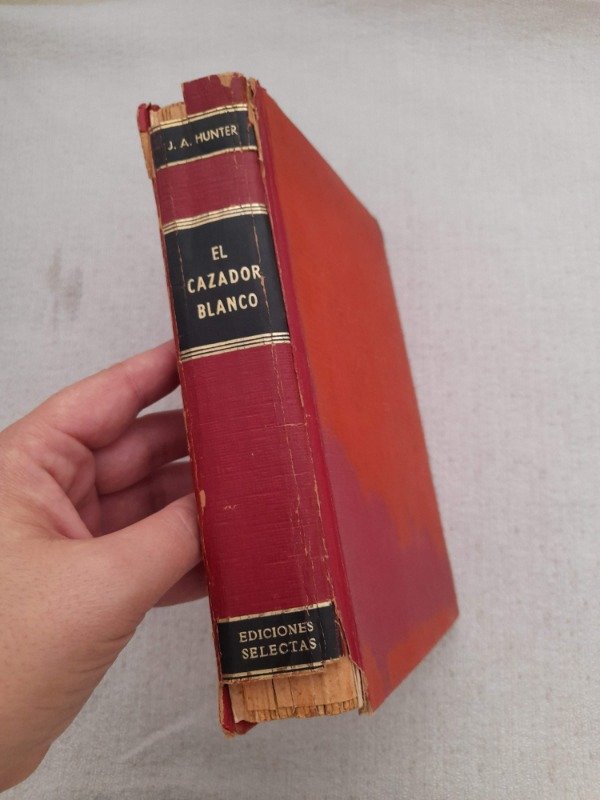 J. A. HUNTER
EL
CAZADOR
BLANCO
EDICIONES
SELECTAS